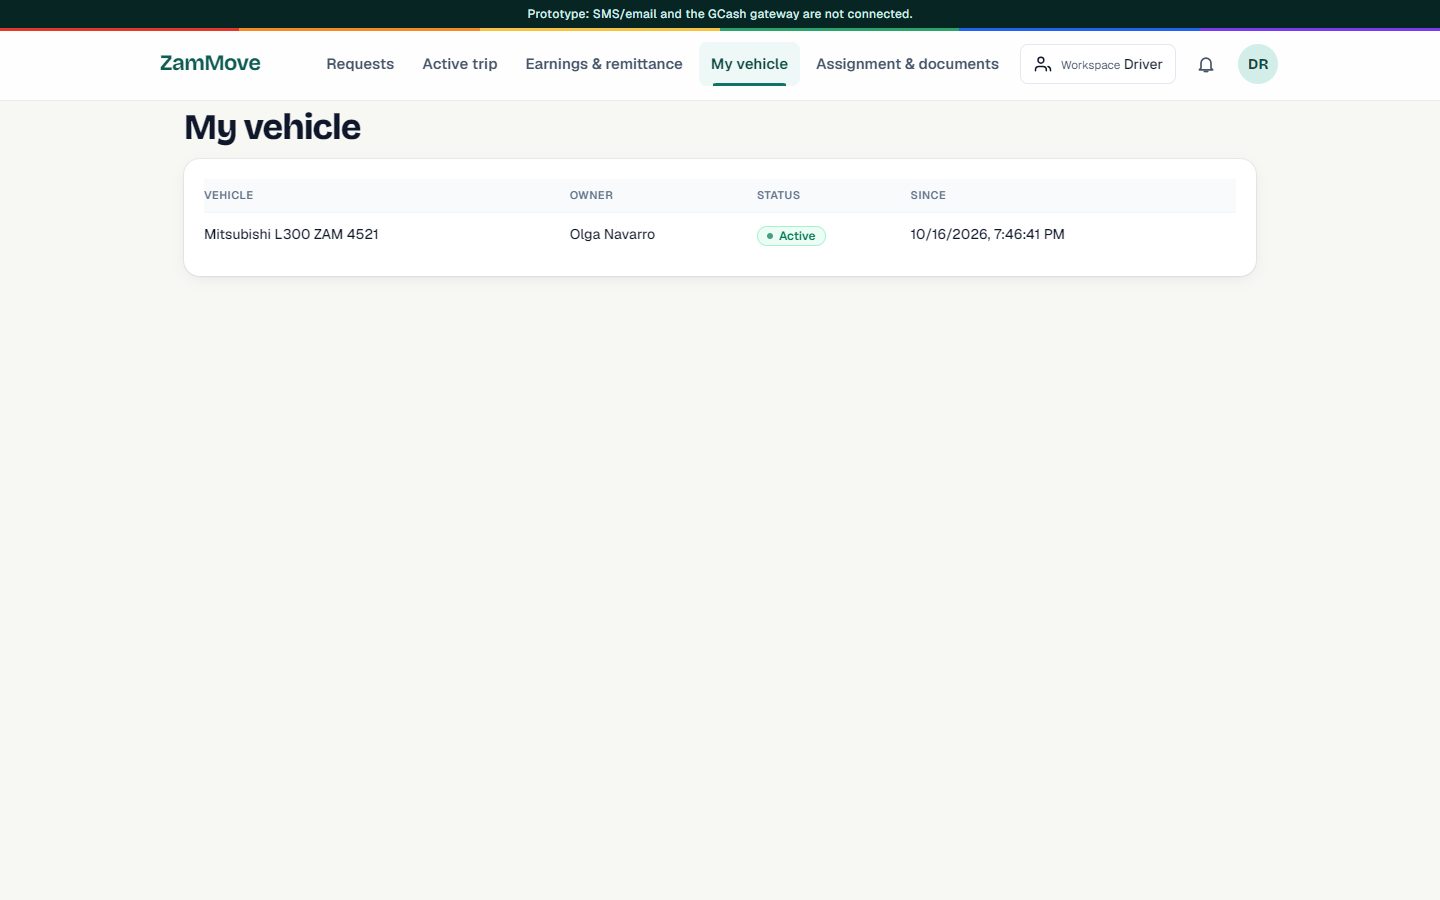 Prototype: SMS/email and the GCash gateway are not connected.
ZamMove Requests Active trip Earnings & remittance My vehicle Assignment & documents Workspace Driver DR
My vehicle
VEHICLE OWNER STATUS SINCE
Mitsubishi L300 ZAM 4521 Olga Navarro Active 10/16/2026, 7:46:41 PM